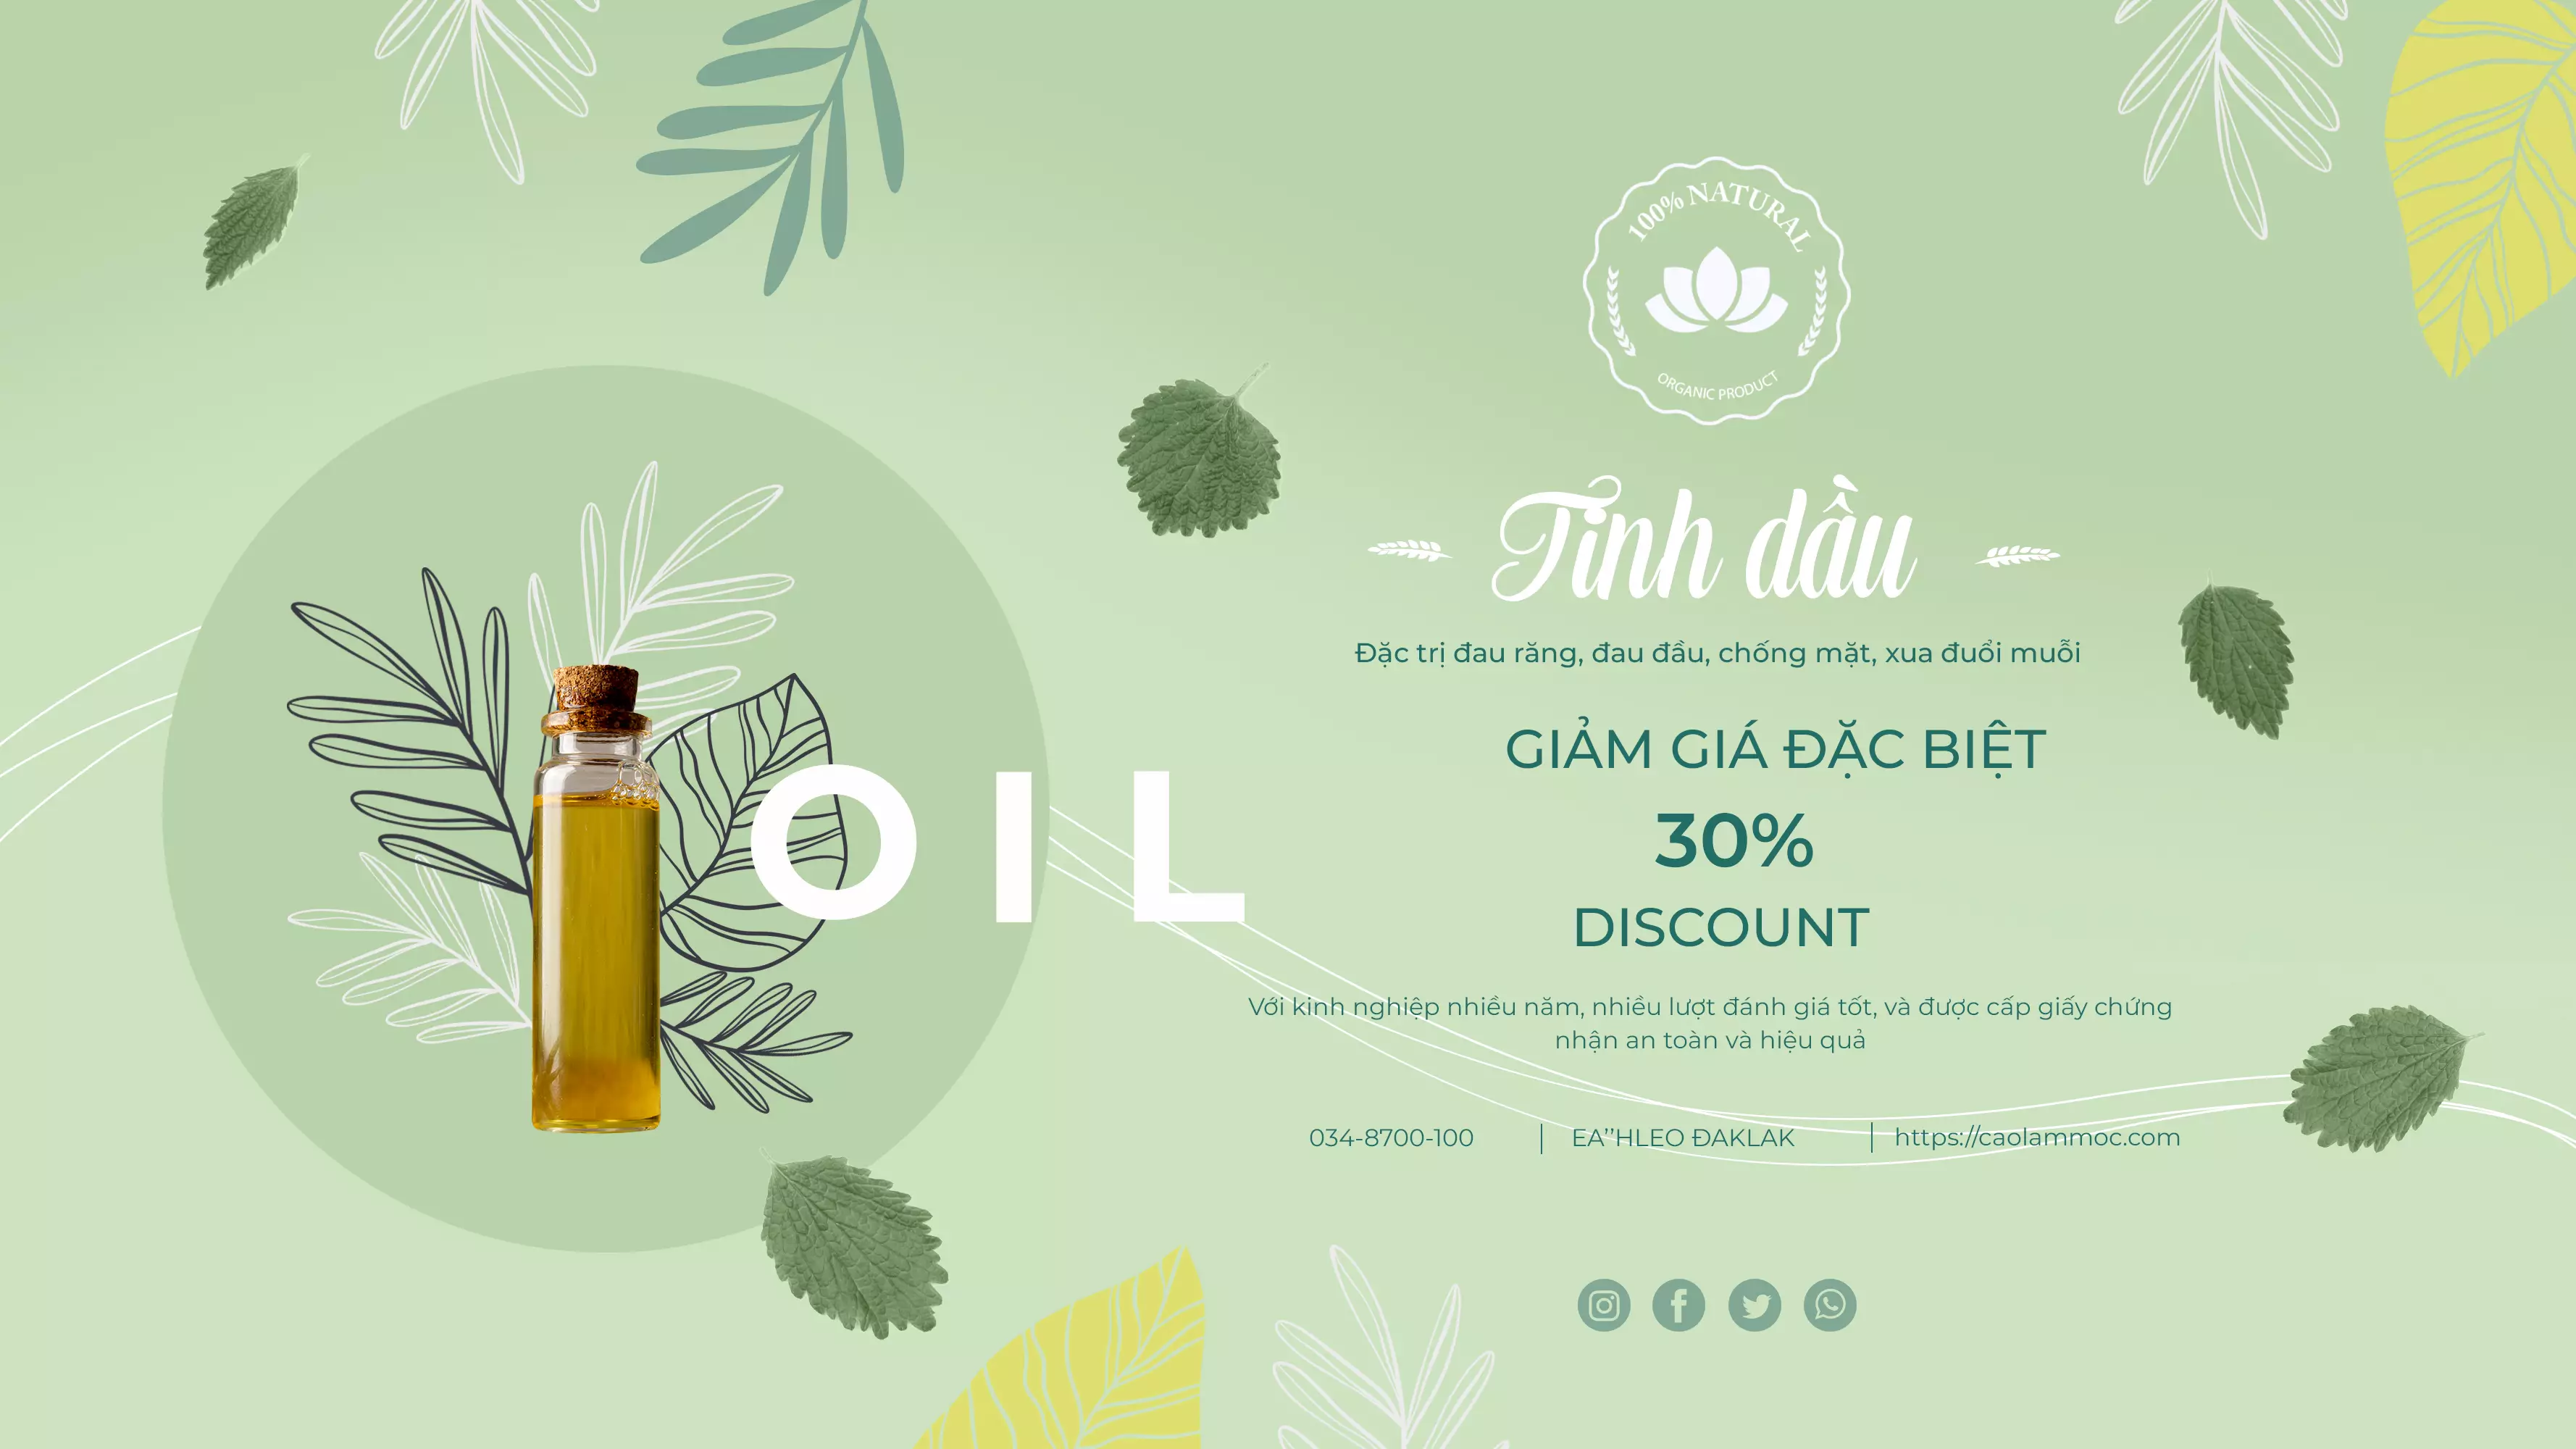 100% NATURAL
ORGANIC PRODUCT
Tinh dầu
Đặc trị đau răng, đau đầu, chống mặt, xua đuổi muỗi
OIL
GIẢM GIÁ ĐẶC BIỆT
30%
DISCOUNT
Với kinh nghiệp nhiều năm, nhiều lượt đánh giá tốt, và được cấp giấy chứng
nhận an toàn và hiệu quả
034-8700-100 | EA’’HLEO ĐAKLAK | https://caolammoc.com